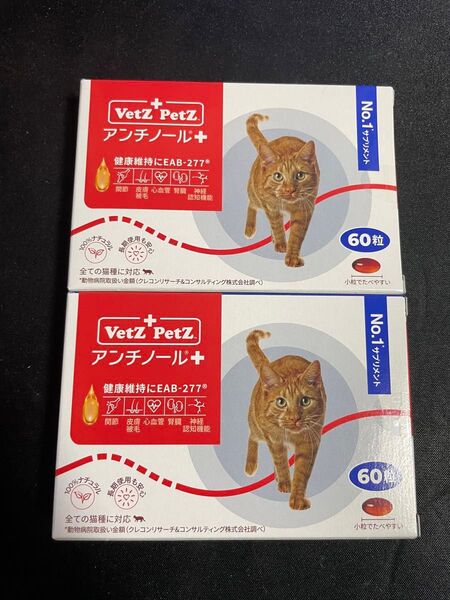 VetZ PetZ®
アンチノール®+
健康維持にEAB-277®
関節 皮膚被毛 心血管 腎臓 神経認知機能
100%ナチュラル
長期使用も安心
全ての猫種に対応
*動物病院取扱い金額(クレコンリサーチ&コンサルティング株式会社調べ)
No.1*サプリメント
60粒
小粒でたべやすい
VetZ PetZ®
アンチノール®+
健康維持にEAB-277®
関節 皮膚被毛 心血管 腎臓 神経認知機能
100%ナチュラル
長期使用も安心
全ての猫種に対応
*動物病院取扱い金額(クレコンリサーチ&コンサルティング株式会社調べ)
No.1*サプリメント
60粒
小粒でたべやすい